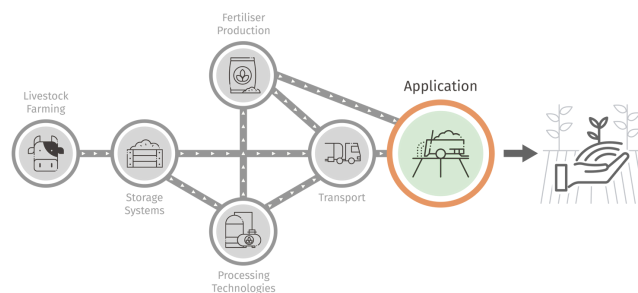 Fertiliser
Production
Application
Livestock
Farming
Storage
Systems
Transport
Processing
Technologies